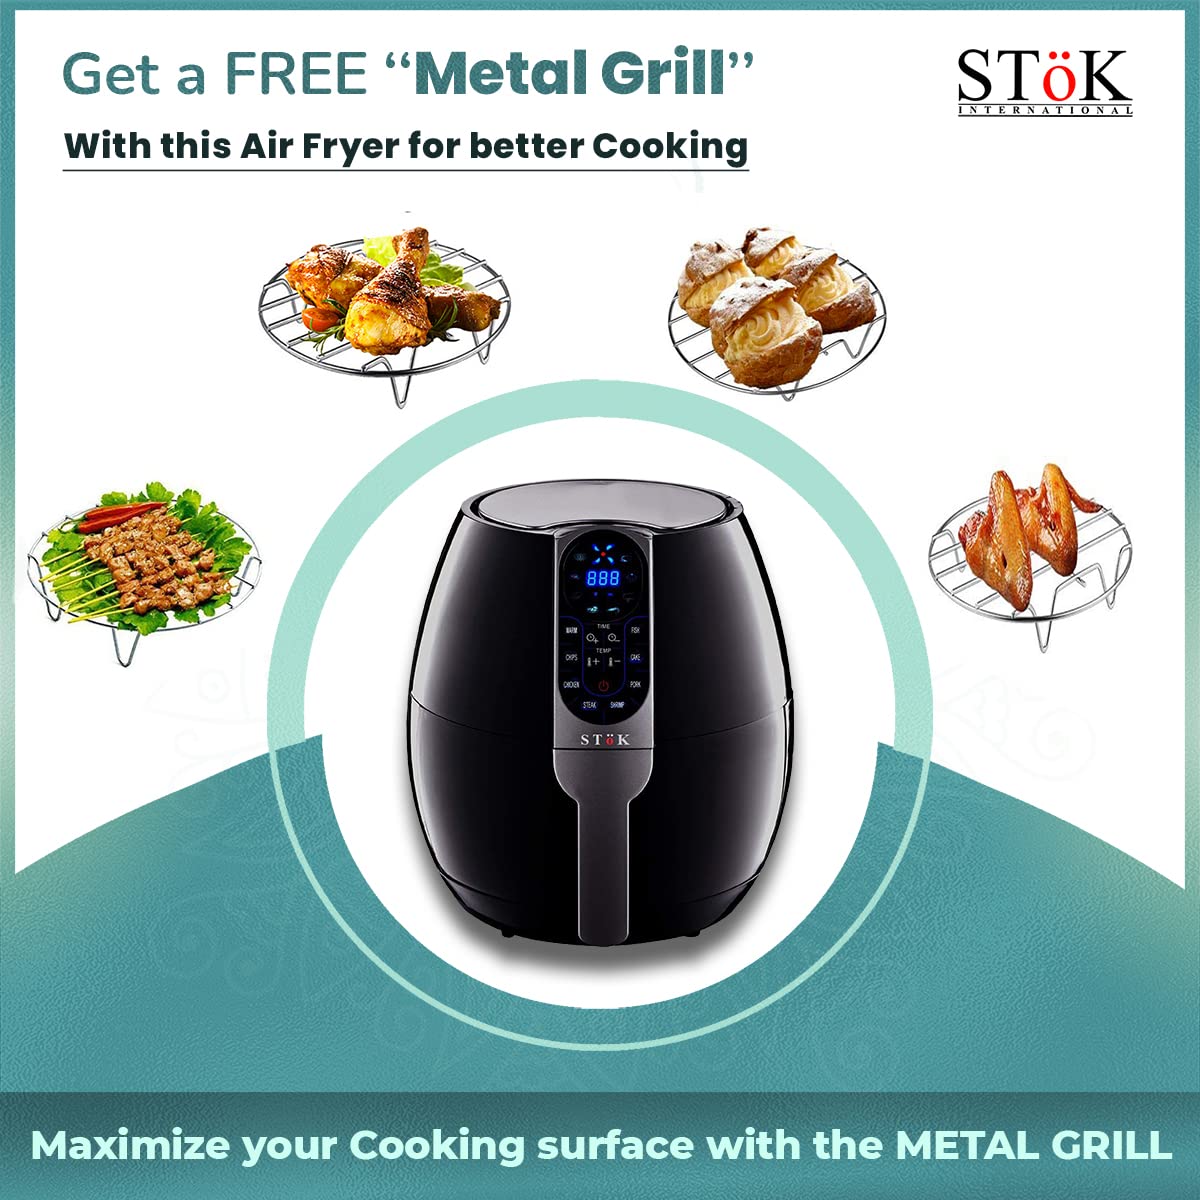 Get a FREE “Metal Grill”
With this Air Fryer for better Cooking
STöK
INTERNATIONAL
888
TIME
WARM
FISH
TEMP
CHIPS
CAKE
CHICKEN
PORK
STEAK SHRIMP
STöK
Maximize your Cooking surface with the METAL GRILL